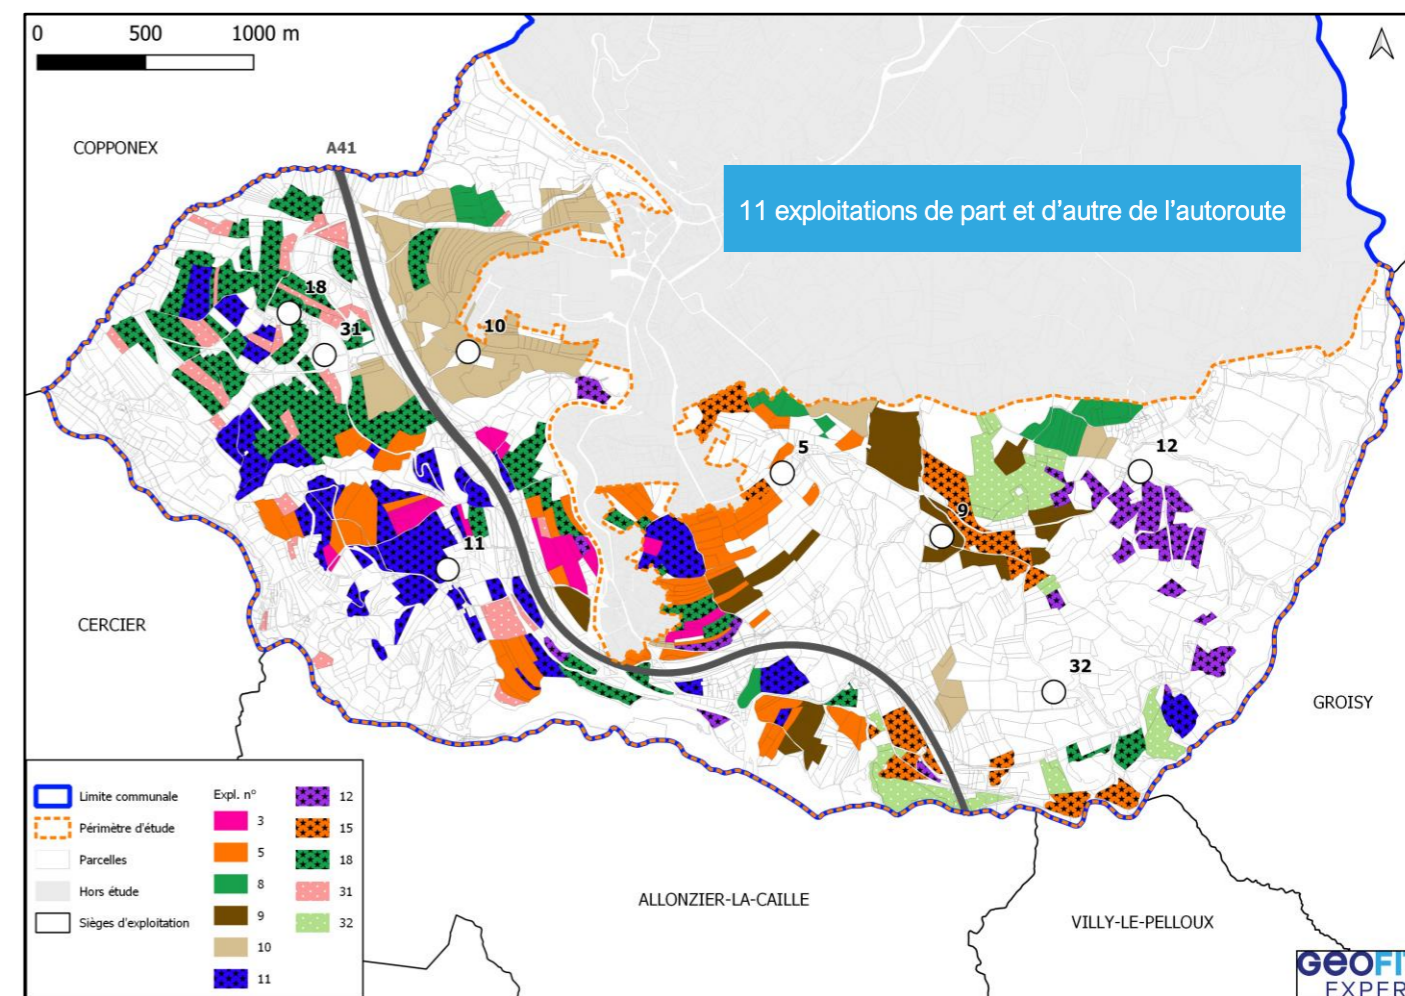 0 500 1000 m
COPPONEX
A41
11 exploitations de part et d'autre de l'autoroute
18
31
10
5
12
9
11
32
CERCIER
GROISY
ALLONZIER-LA-CAILLE
VILLY-LE-PELLOUX
Limite communale
Périmètre d'étude
Parcelles
Hors étude
Sièges d'exploitation
Expl. n°
3
5
8
9
10
11
12
15
18
31
32
GEOFI
EXPER